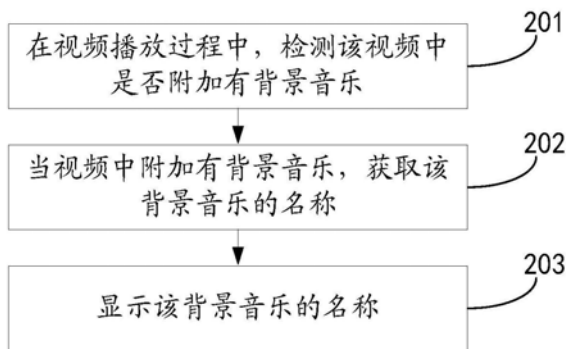 201
在视频播放过程中，检测该视频中
是否附加有背景音乐
202
当视频中附加有背景音乐，获取该
背景音乐的名称
203
显示该背景音乐的名称